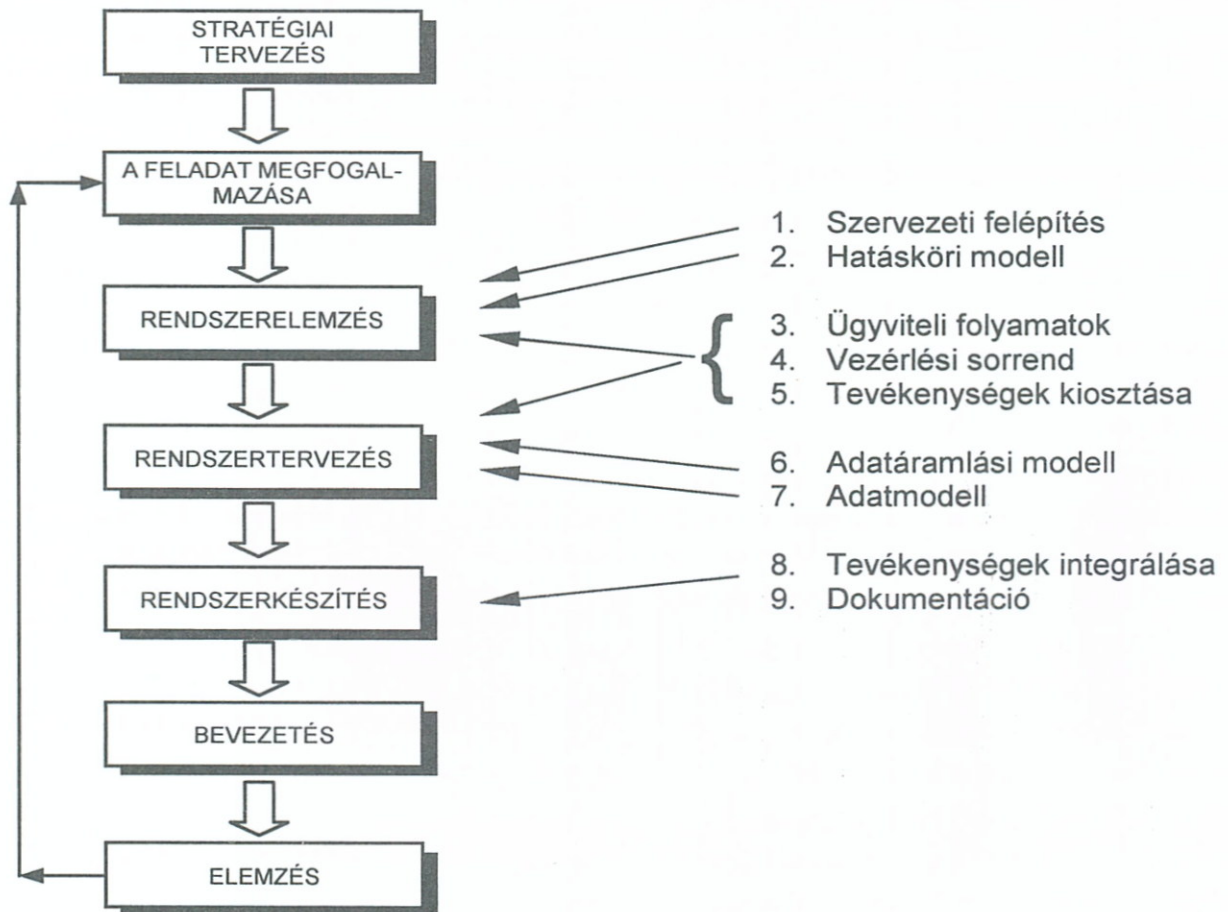 STRATÉGIAI
TERVEZÉS
A FELADAT MEGFOGAL-
MAZÁSA
RENDSZERELEMZÉS
RENDSZERTERVEZÉS
RENDSZERKÉSZÍTÉS
BEVEZETÉS
ELEMZÉS
1. Szervezeti felépítés
2. Hatásköri modell
3. Ügyviteli folyamatok
4. Vezérlési sorrend
5. Tevékenységek kiosztása
6. Adatáramlási modell
7. Adatmodell
8. Tevékenységek integrálása
9. Dokumentáció